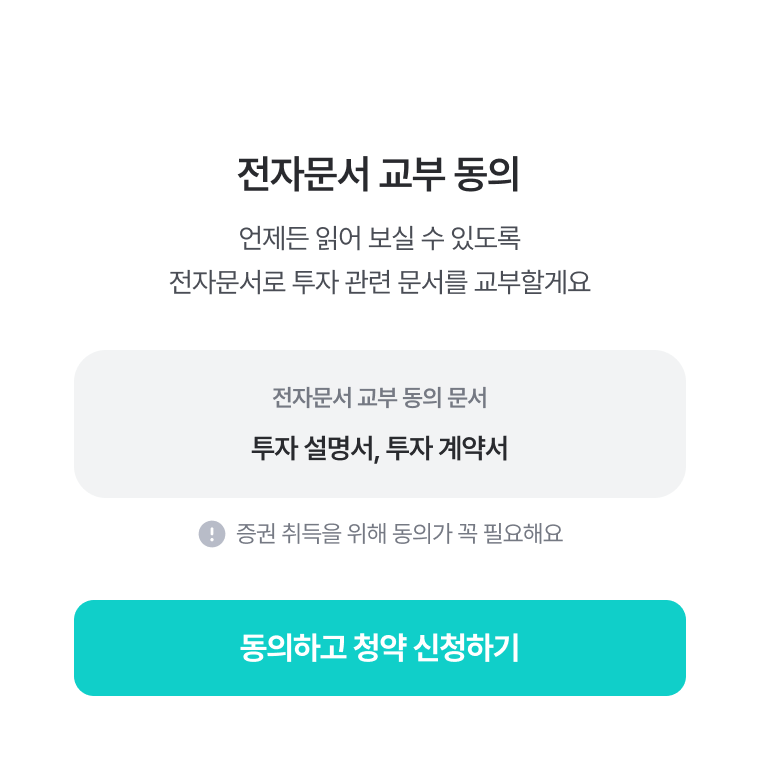 전자문서 교부 동의
언제든 읽어 보실 수 있도록
전자문서로 투자 관련 문서를 교부할게요
전자문서 교부 동의 문서
투자 설명서, 투자 계약서
증권 취득을 위해 동의가 꼭 필요해요
동의하고 청약 신청하기